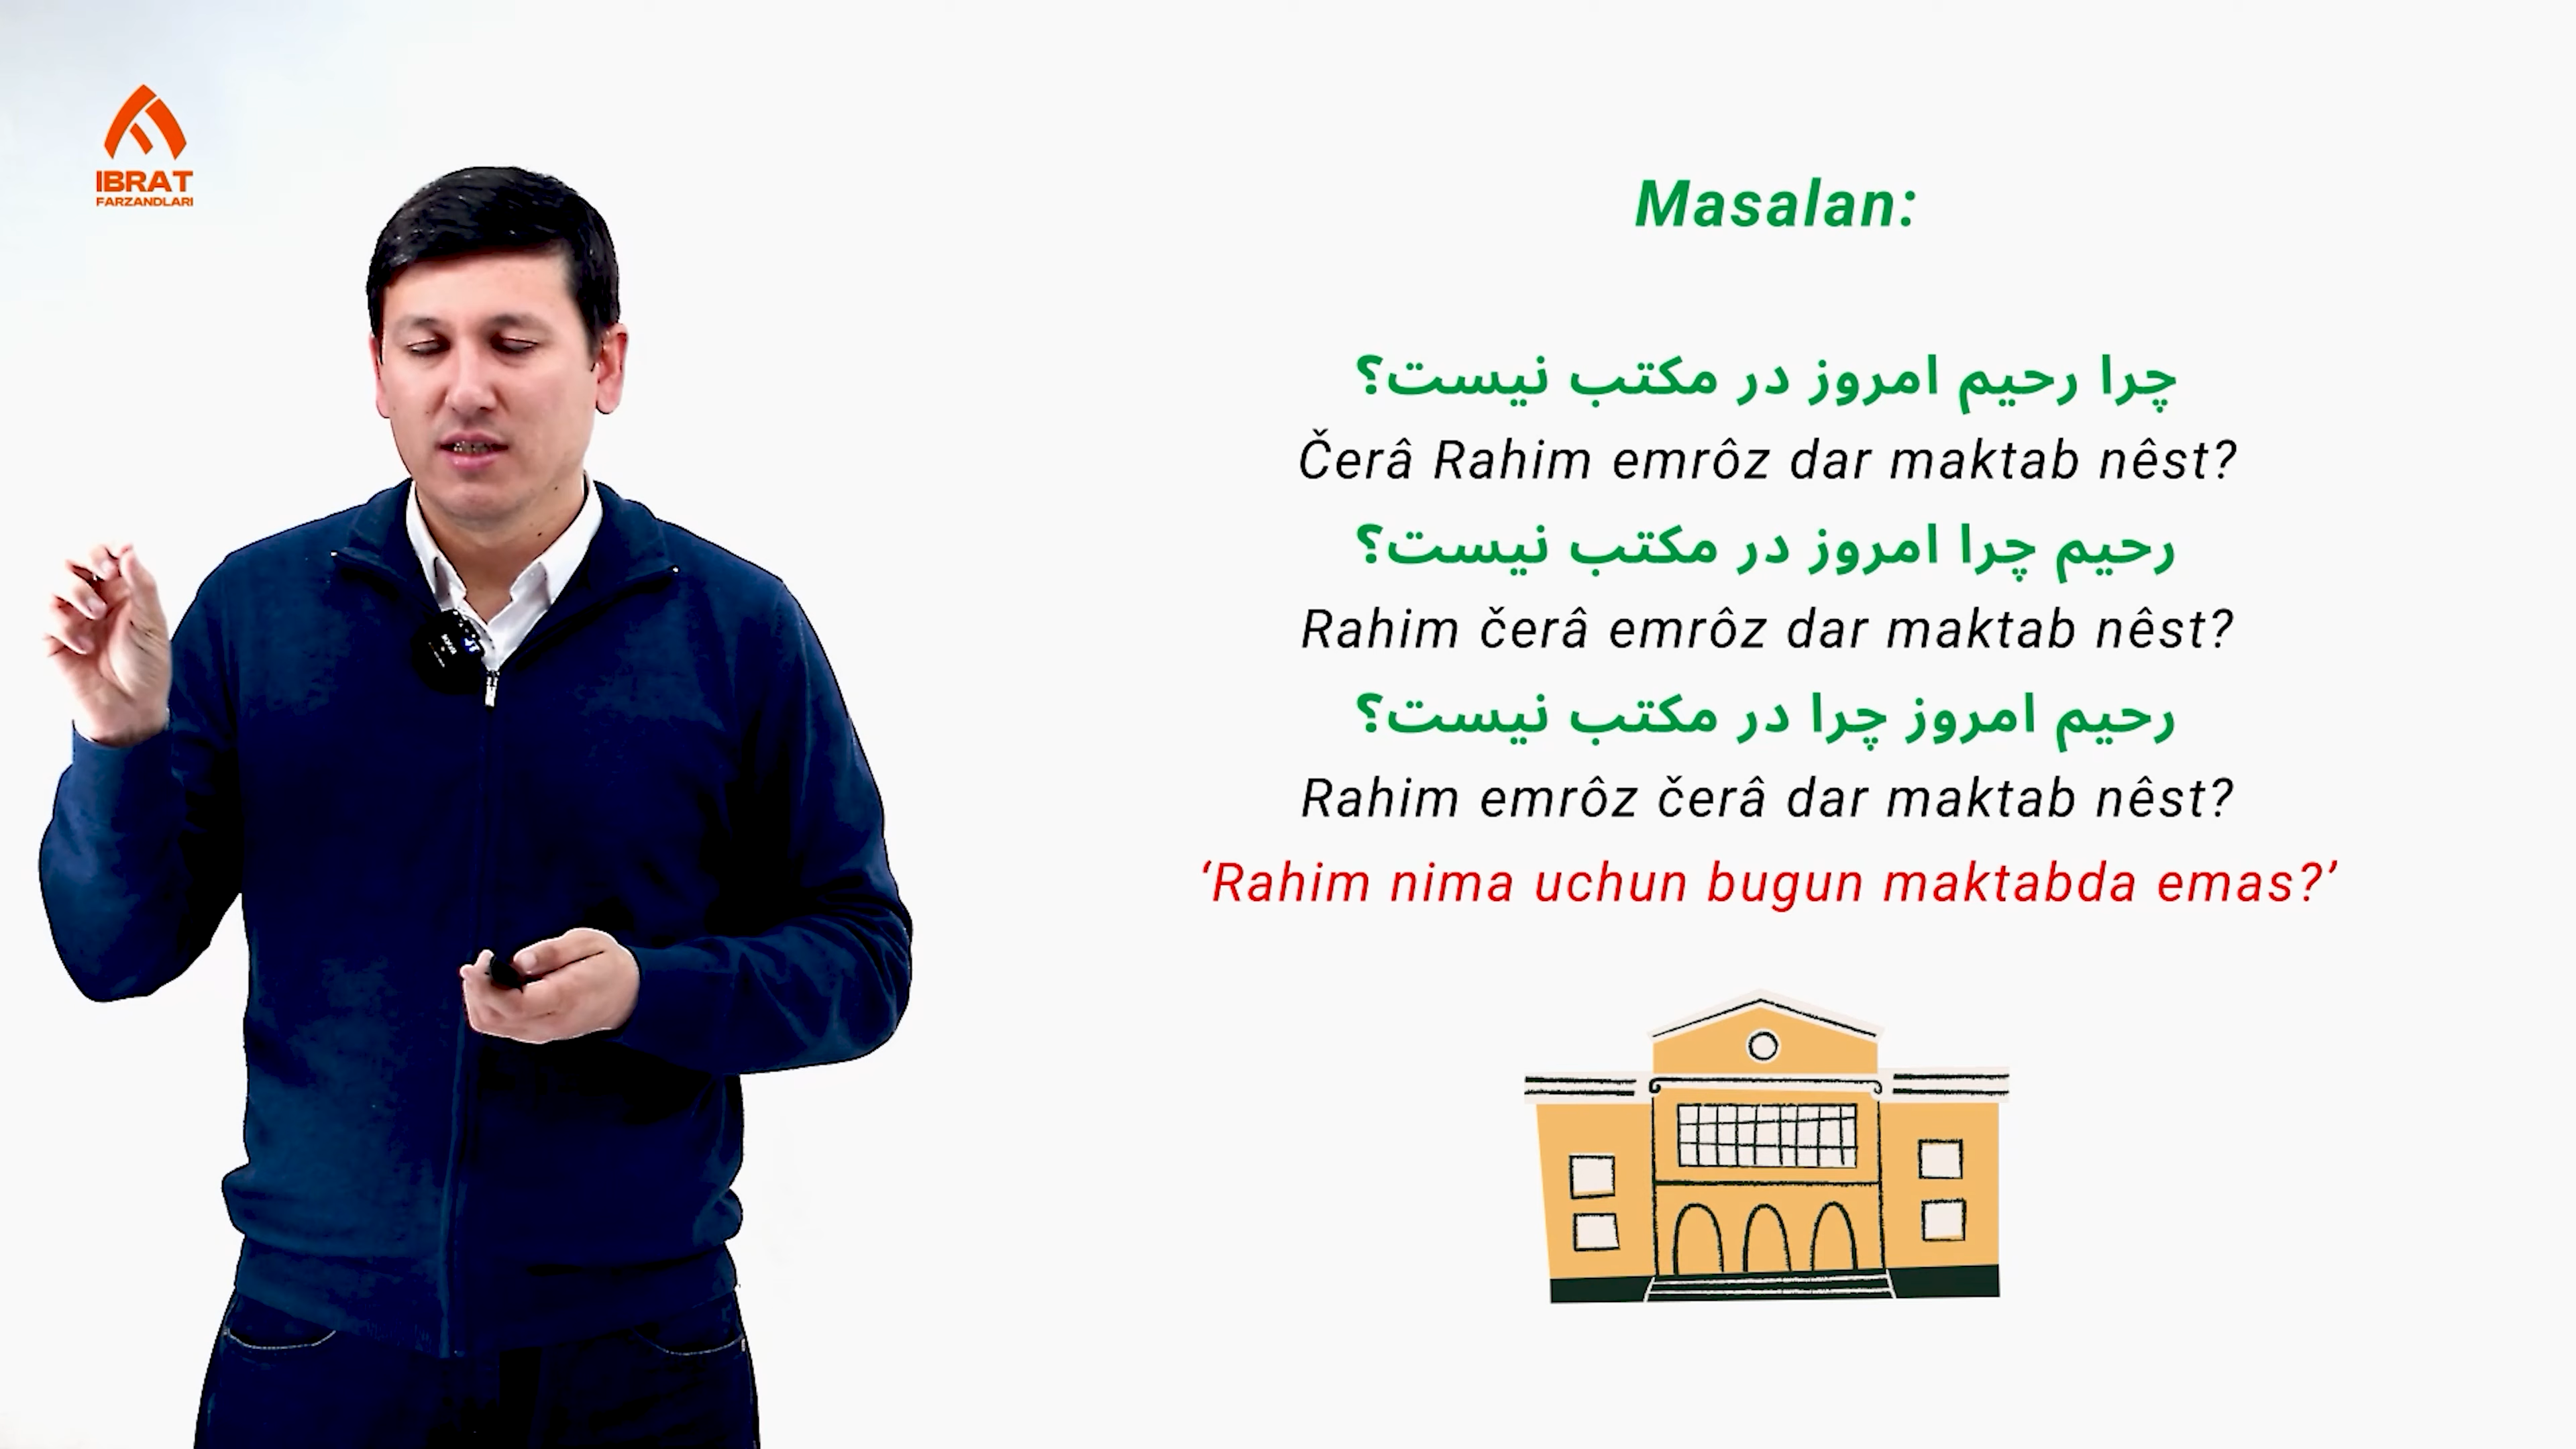 IBRAT
FARZANDLARI
Masalan:
چرا رحیم امروز در مکتب نیست؟
Čerâ Rahim emrôz dar maktab nêst?
رحیم چرا امروز در مکتب نیست؟
Rahim čerâ emrôz dar maktab nêst?
رحیم امروز چرا در مکتب نیست؟
Rahim emrôz čerâ dar maktab nêst?
‘Rahim nima uchun bugun maktabda emas?’